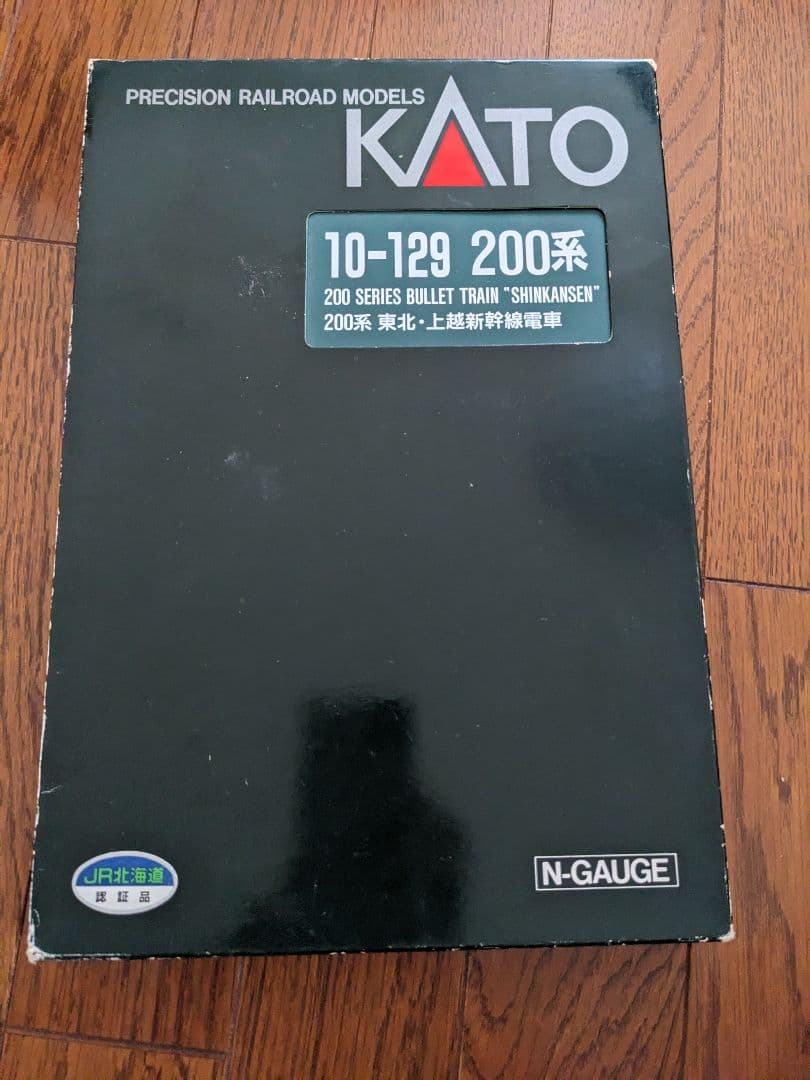 PRECISION RAILROAD MODELS
KATO
10-129 200系
200 SERIES BULLET TRAIN "SHINKANSEN"
200系 東北・上越新幹線電車
JR北海道
認証品
N-GAUGE